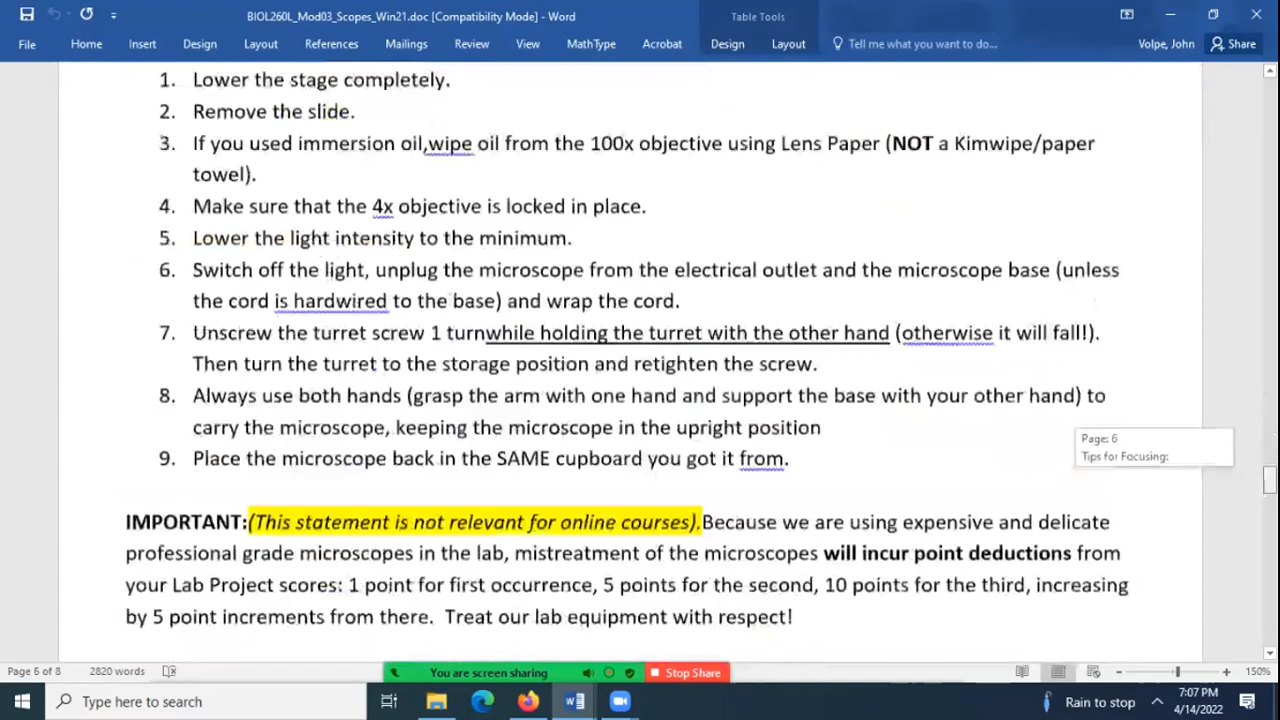 BIOL260L_Mod03_Scopes_Win21.doc [Compatibility Mode] - Word
Table Tools
File Home Insert Design Layout References Mailings Review View MathType Acrobat Design Layout Tell me what you want to do... Volpe, John Share
1. Lower the stage completely.
2. Remove the slide.
3. If you used immersion oil,wipe oil from the 100x objective using Lens Paper (NOT a Kimwipe/paper
towel).
4. Make sure that the 4x objective is locked in place.
5. Lower the light intensity to the minimum.
6. Switch off the light, unplug the microscope from the electrical outlet and the microscope base (unless
the cord is hardwired to the base) and wrap the cord.
7. Unscrew the turret screw 1 turnwhile holding the turret with the other hand (otherwise it will fall!).
Then turn the turret to the storage position and retighten the screw.
8. Always use both hands (grasp the arm with one hand and support the base with your other hand) to
carry the microscope, keeping the microscope in the upright position
9. Place the microscope back in the SAME cupboard you got it from.
Page: 6
Tips for Focusing:
IMPORTANT:(This statement is not relevant for online courses).Because we are using expensive and delicate
professional grade microscopes in the lab, mistreatment of the microscopes will incur point deductions from
your Lab Project scores: 1 point for first occurrence, 5 points for the second, 10 points for the third, increasing
by 5 point increments from there. Treat our lab equipment with respect!
Page 6 of 8 2820 words You are screen sharing Stop Share 150%
Type here to search Rain to stop 7:07 PM
4/14/2022